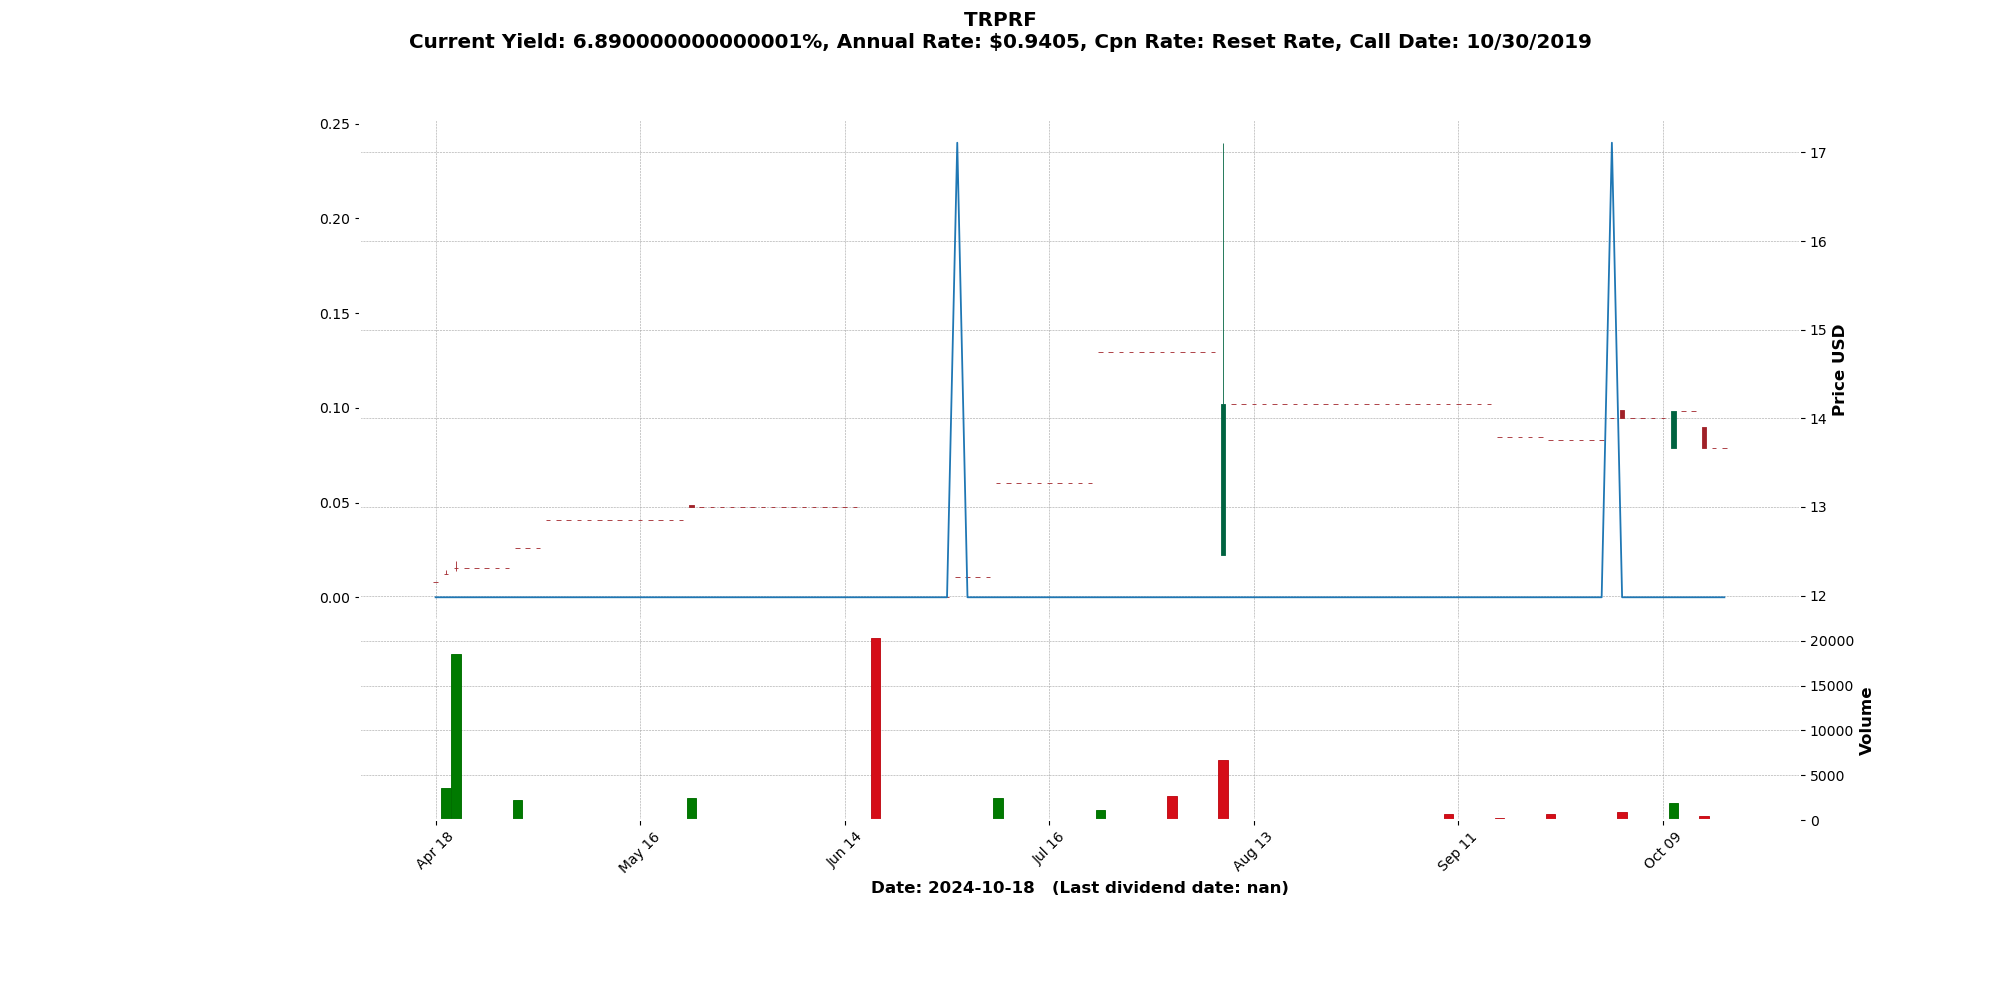 TRPRF
Current Yield: 6.890000000000001%, Annual Rate: $0.9405, Cpn Rate: Reset Rate, Call Date: 10/30/2019
0.25
0.20
0.15
0.10
0.05
0.00
17
16
15
14
13
12
Price USD
20000
15000
10000
5000
0
Volume
Apr 18
May 16
Jun 14
Jul 16
Aug 13
Sep 11
Oct 09
Date: 2024-10-18   (Last dividend date: nan)